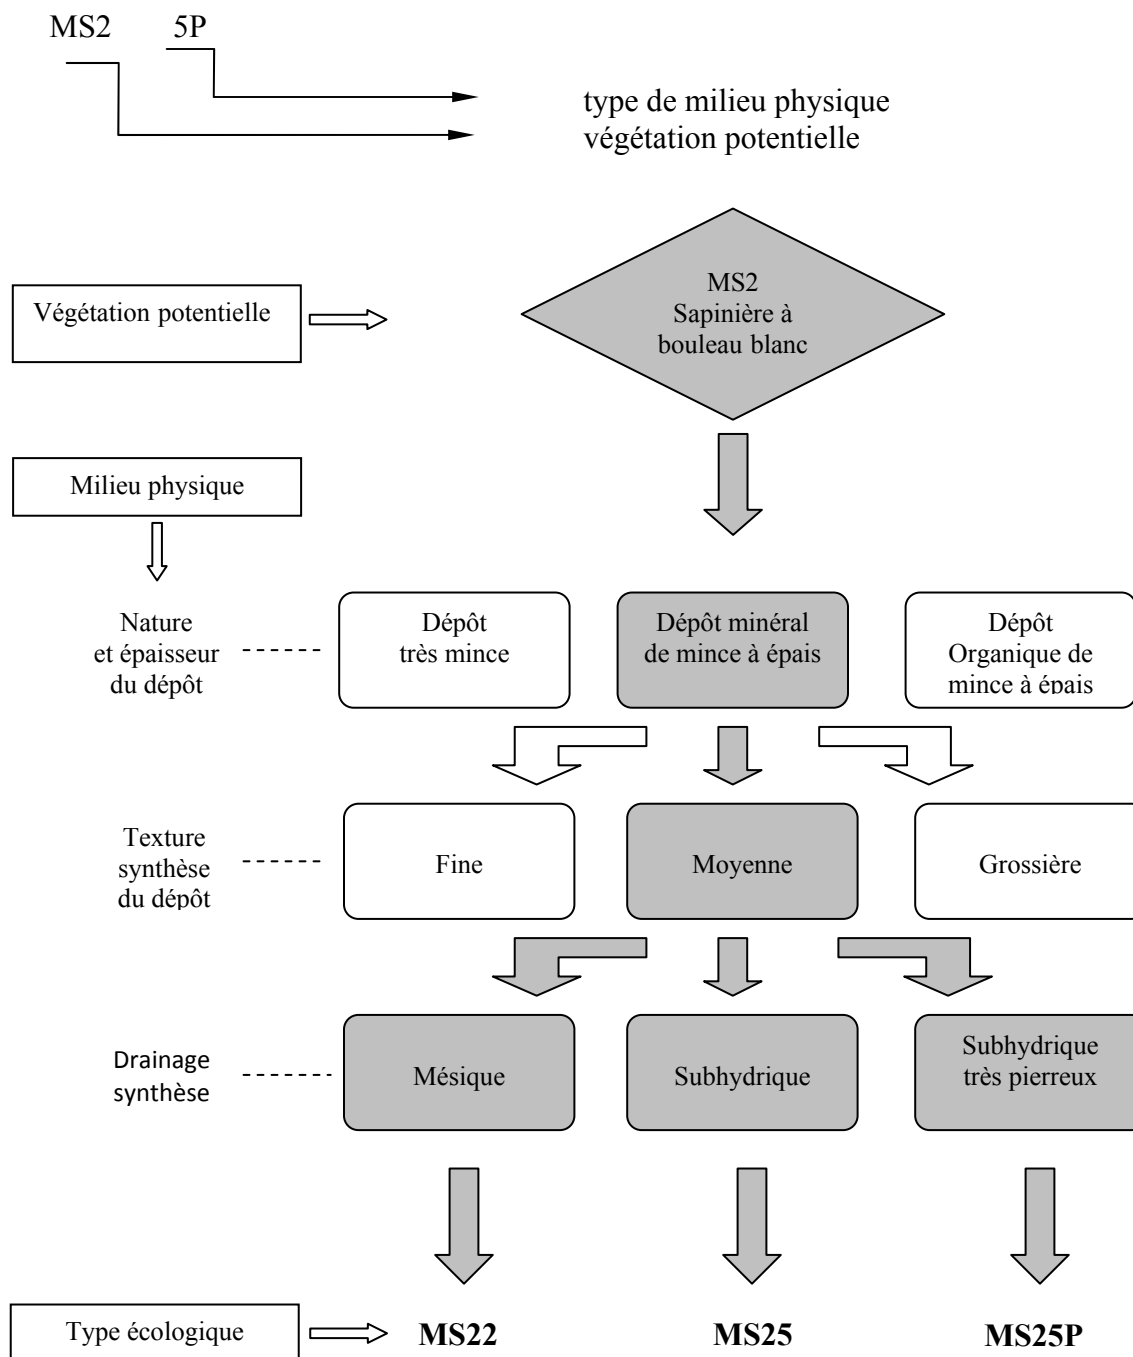 MS2 5P
type de milieu physique
végétation potentielle
MS2
Sapinière à
bouleau blanc
Végétation potentielle
Milieu physique
Nature
et épaisseur
du dépôt
Dépôt
très mince
Dépôt minéral
de mince à épais
Dépôt
Organique de
mince à épais
Texture
synthèse
du dépôt
Fine
Moyenne
Grossière
Drainage
synthèse
Mésique
Subhydrique
Subhydrique
très pierreux
Type écologique
MS22
MS25
MS25P